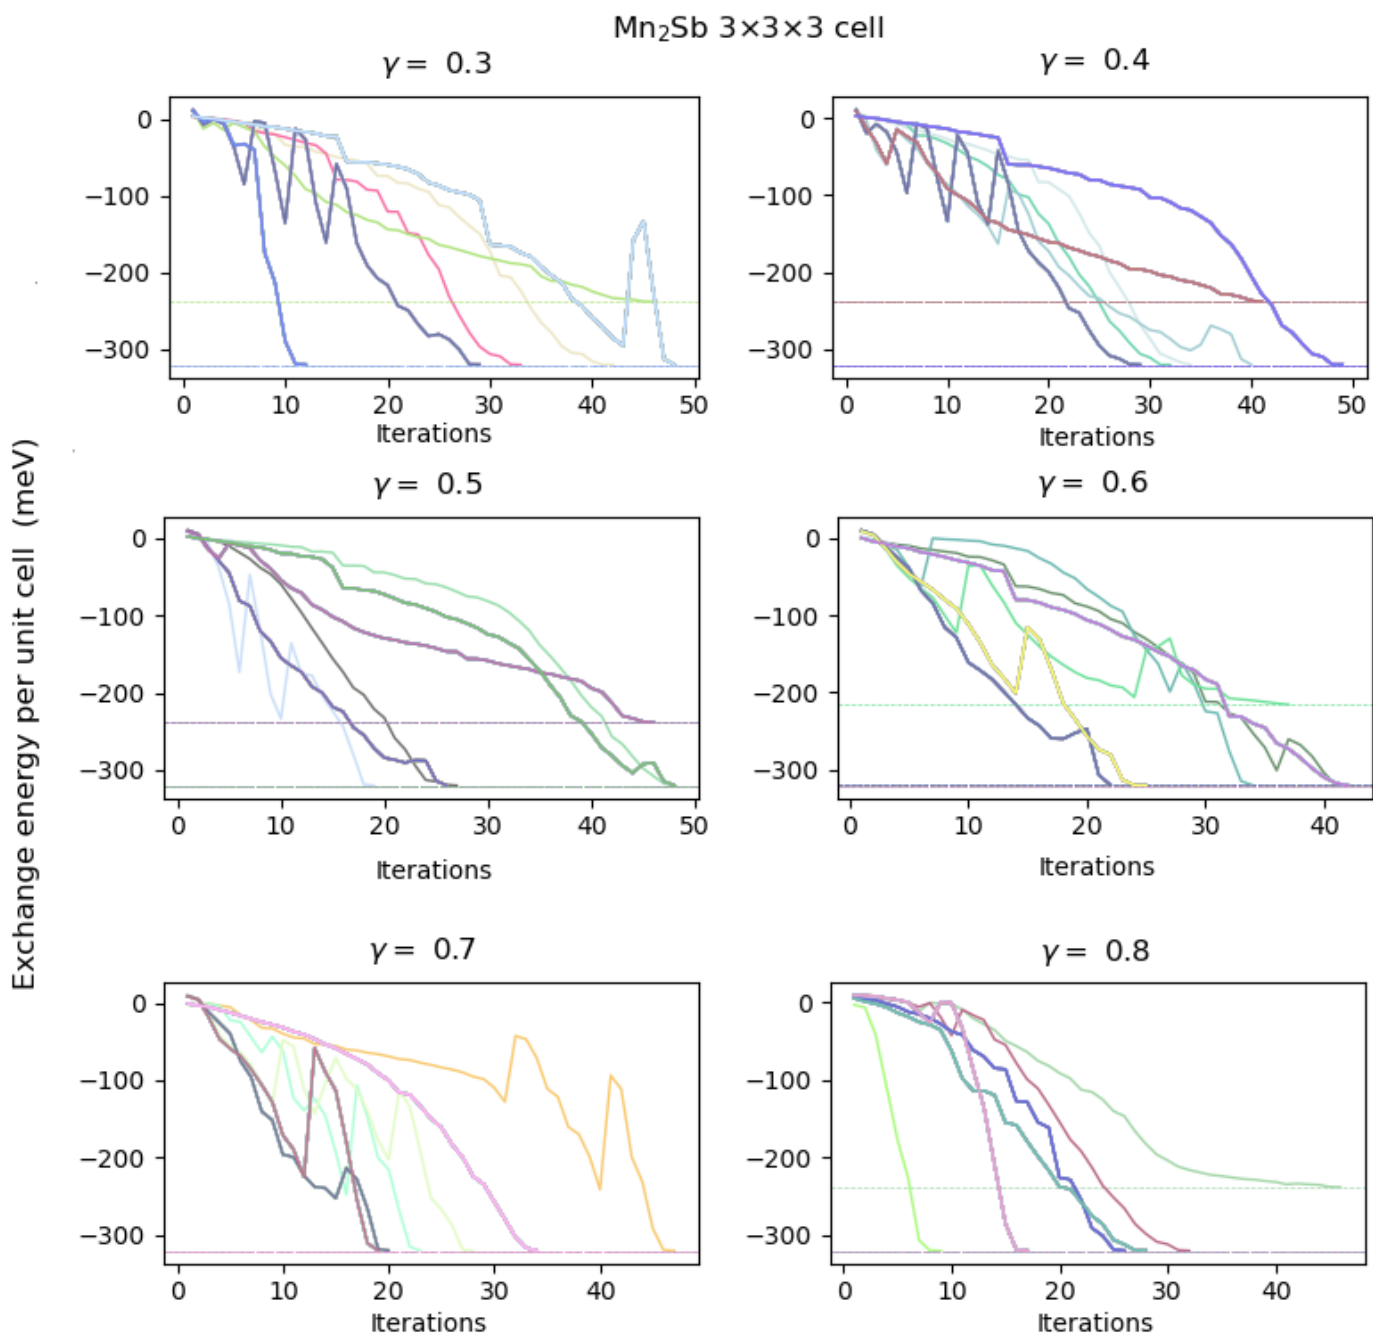 Mn₂Sb 3×3×3 cell
γ = 0.3
γ = 0.4
0
−100
−200
−300
0 10 20 30 40 50
Iterations
0
−100
−200
−300
0 10 20 30 40 50
Iterations
Exchange energy per unit cell (meV)
γ = 0.5
γ = 0.6
0
−100
−200
−300
0 10 20 30 40 50
Iterations
0
−100
−200
−300
0 10 20 30 40
Iterations
γ = 0.7
γ = 0.8
0
−100
−200
−300
0 10 20 30 40
Iterations
0
−100
−200
−300
0 10 20 30 40
Iterations